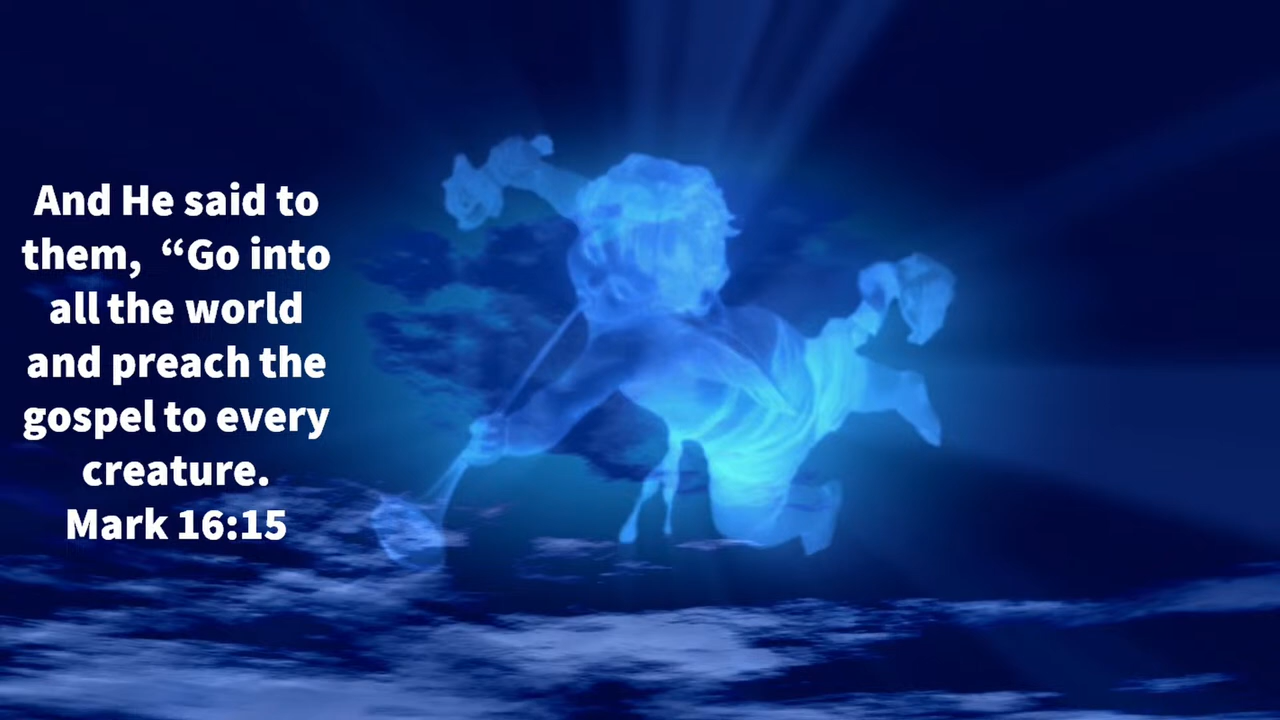 And He said to
them,  “Go into
all the world
and preach the
gospel to every
creature.
Mark 16:15